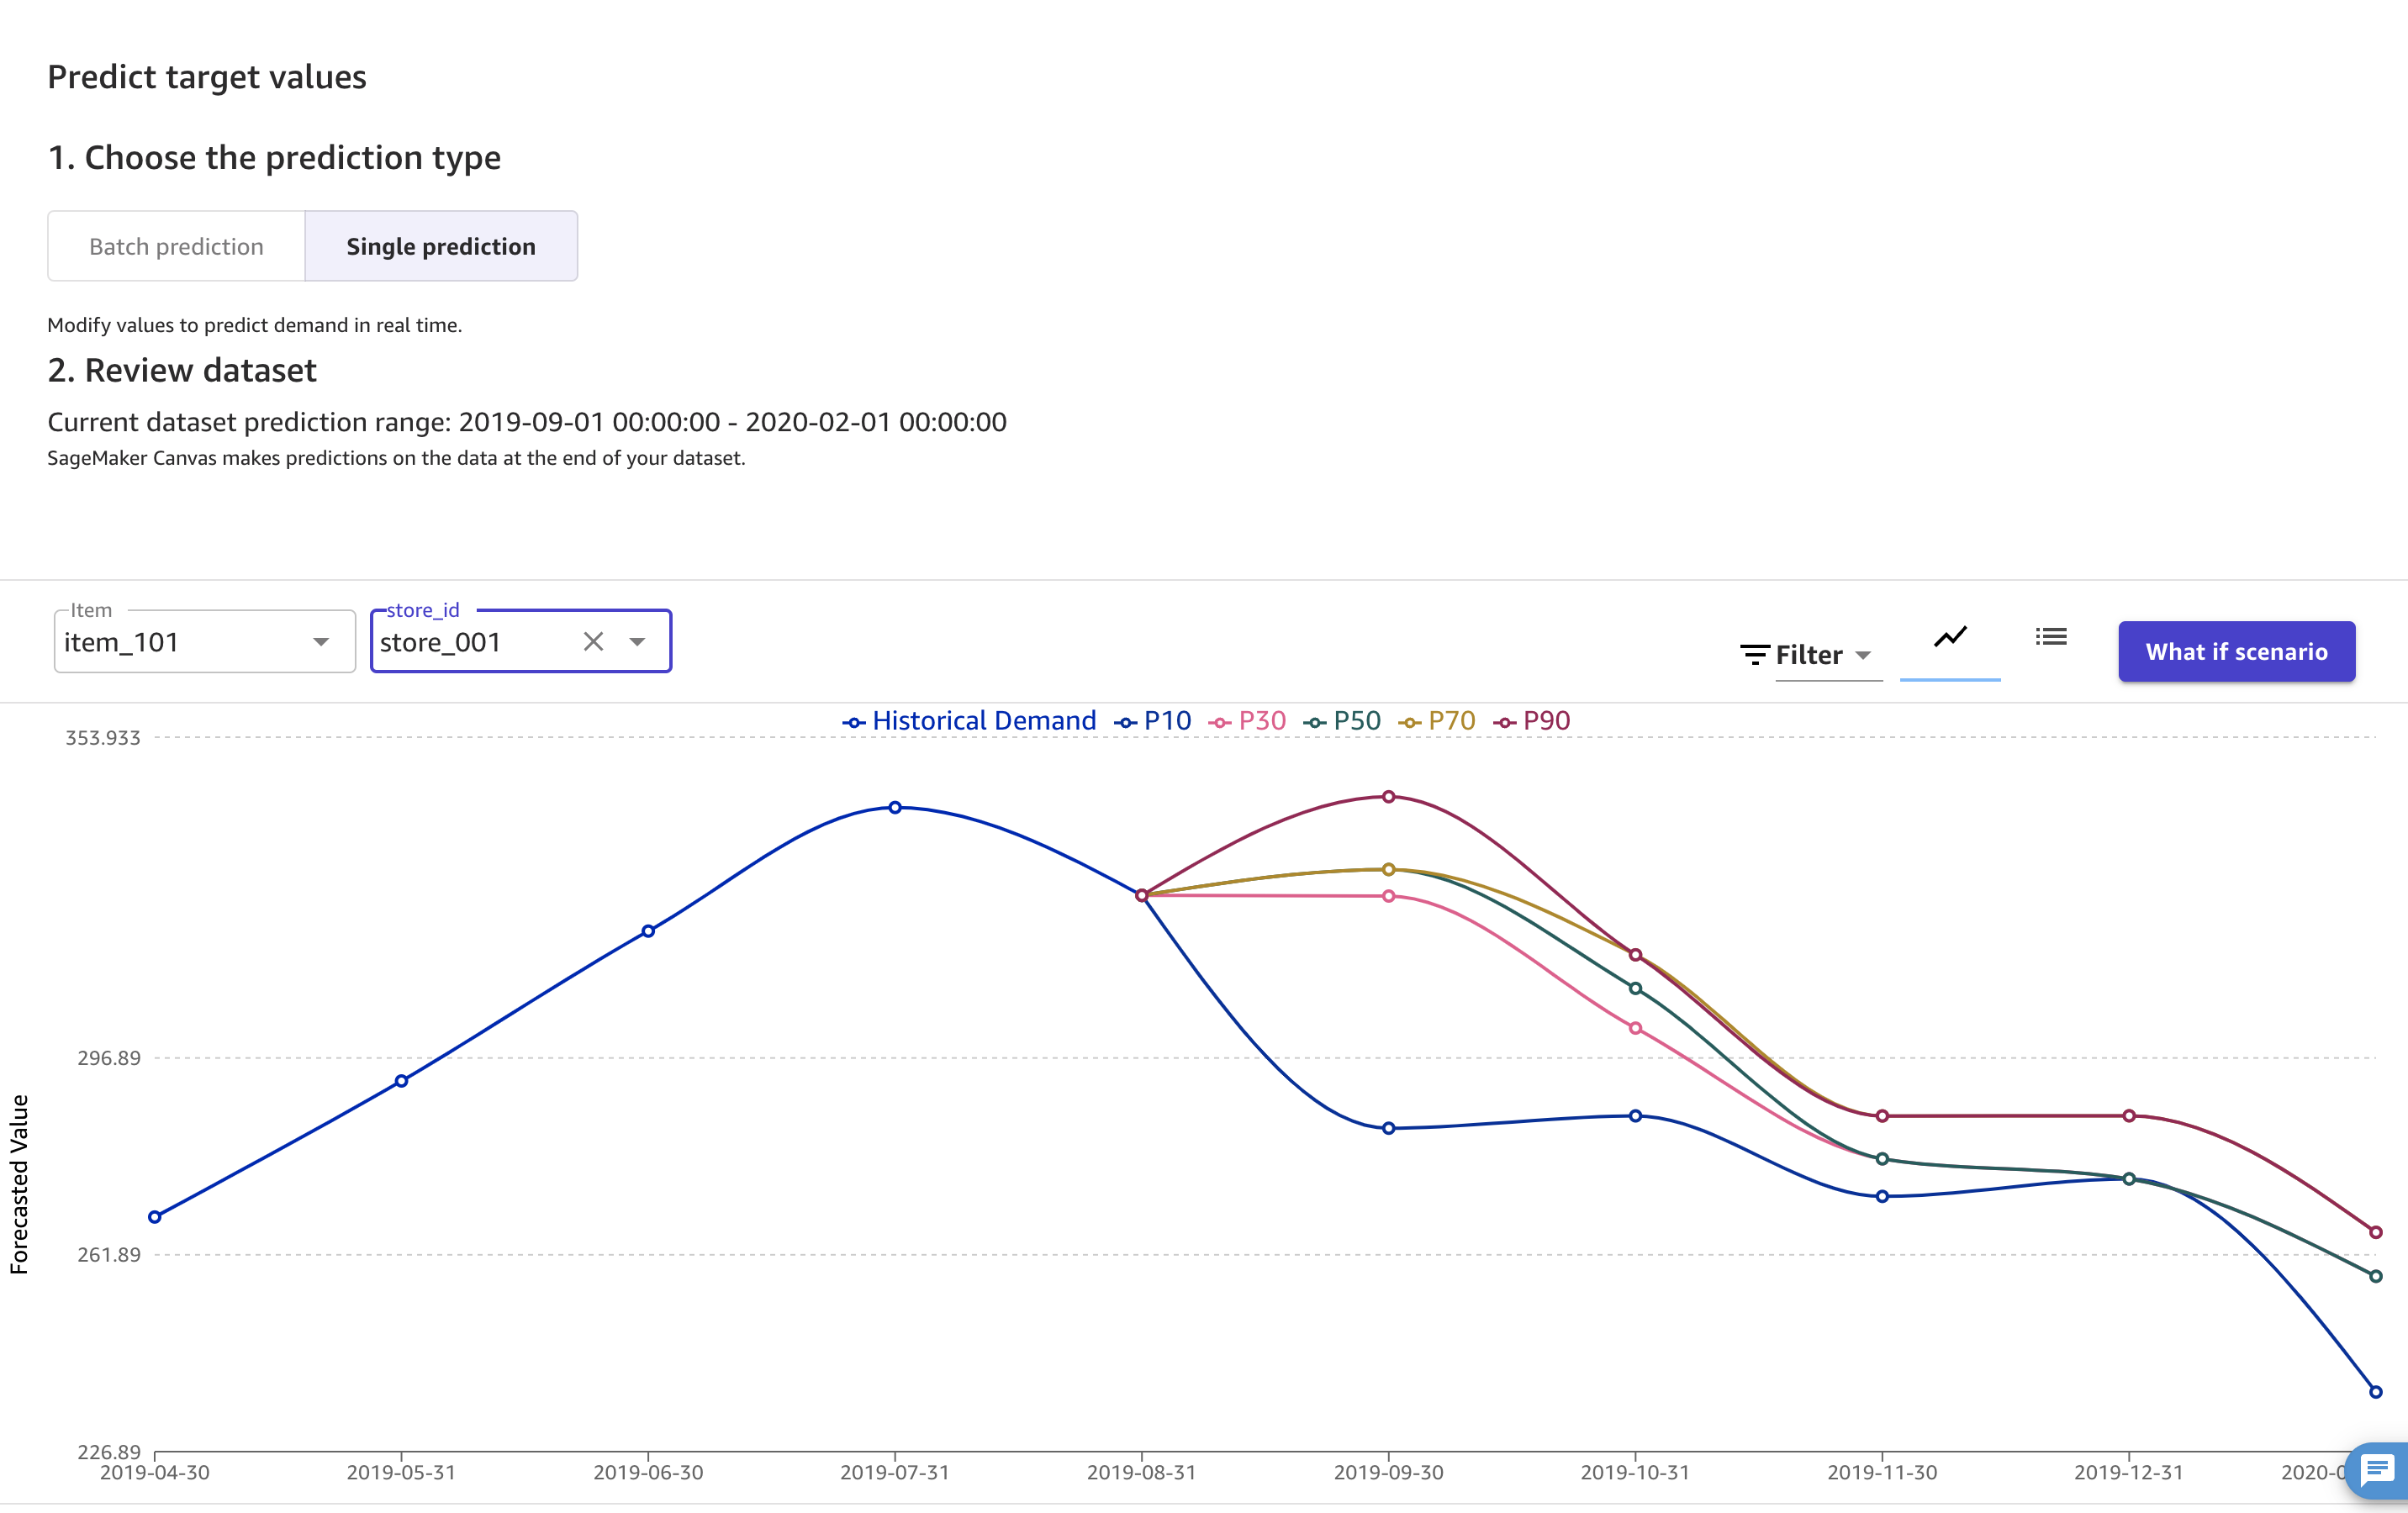 Predict target values
1. Choose the prediction type
Batch prediction
Single prediction
Modify values to predict demand in real time.
2. Review dataset
Current dataset prediction range: 2019-09-01 00:00:00 - 2020-02-01 00:00:00
SageMaker Canvas makes predictions on the data at the end of your dataset.
Item
item_101
store_id
store_001
Filter
What if scenario
Historical Demand P10 P30 P50 P70 P90
353.933
296.89
261.89
226.89
Forecasted Value
2019-04-30 2019-05-31 2019-06-30 2019-07-31 2019-08-31 2019-09-30 2019-10-31 2019-11-30 2019-12-31